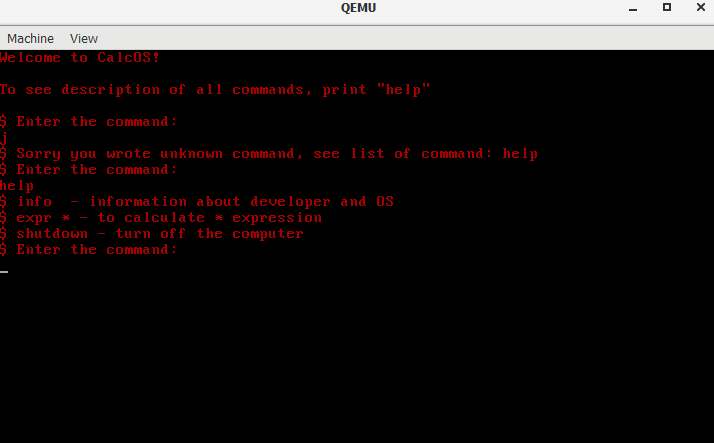 QEMU
Machine View
Welcome to CalcOS!
To see description of all commands, print "help"
$ Enter the command:
j
$ Sorry you wrote unknown command, see list of command: help
$ Enter the command:
help
$ info  - information about developer and OS
$ expr * - to calculate * expression
$ shutdown - turn off the computer
$ Enter the command: